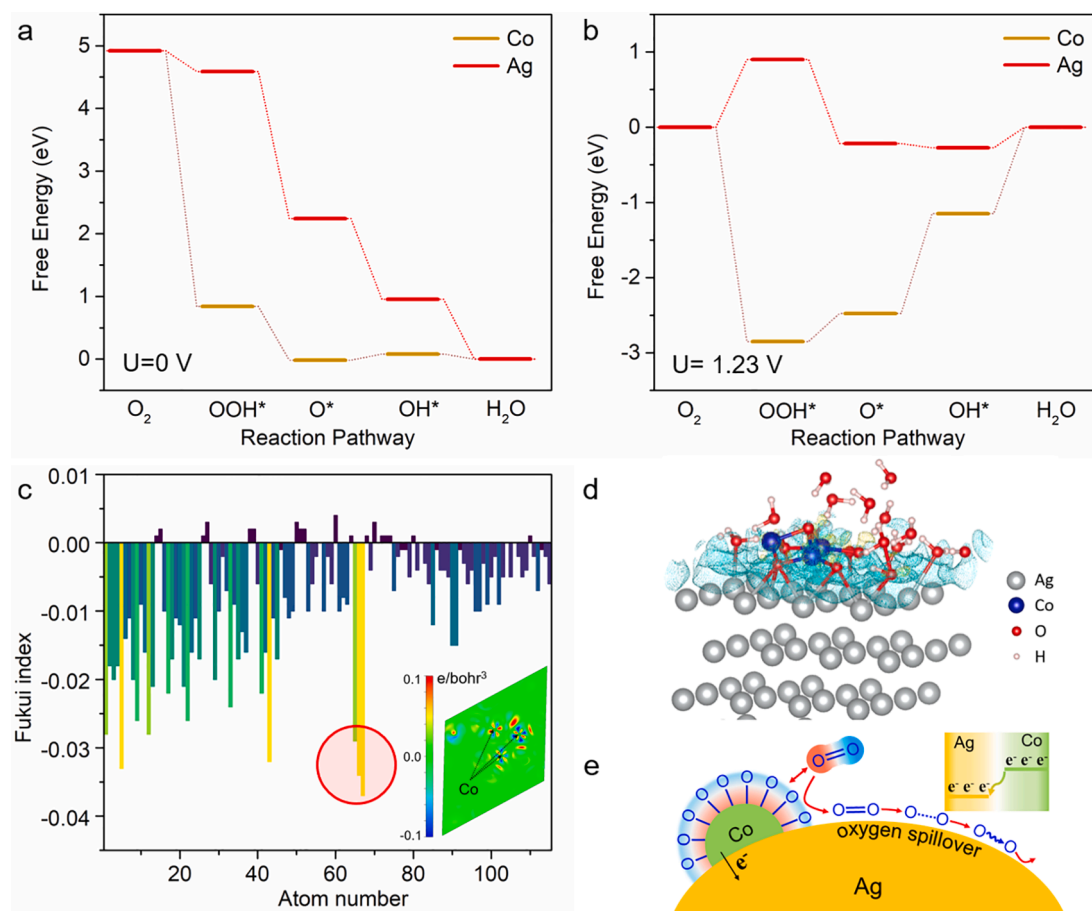 a
Co
Ag
5
4
3
2
1
0
Free Energy (eV)
U=0 V
O₂ OOH* O* OH* H₂O
Reaction Pathway
b
Co
Ag
1
0
-1
-2
-3
Free Energy (eV)
U= 1.23 V
O₂ OOH* O* OH* H₂O
Reaction Pathway
c
0.01
0.00
-0.01
-0.02
-0.03
-0.04
Fukui index
20 40 60 80 100
Atom number
0.1 e/bohr³
0.00
-0.1
Co
d
Ag
Co
O
H
e
O=O
Ag Co
e⁻ e⁻ e⁻
e⁻ e⁻ e⁻
O O O O O O O O O
O=O O O O O
oxygen spillover
Co
e⁻
Ag